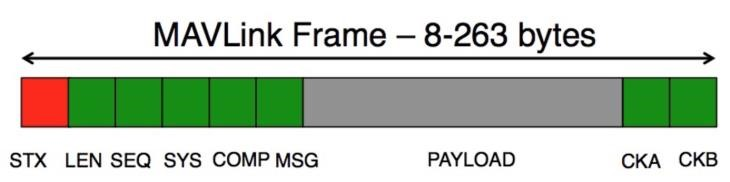 MAVLink Frame – 8-263 bytes
STX LEN SEQ SYS COMP MSG PAYLOAD CKA CKB